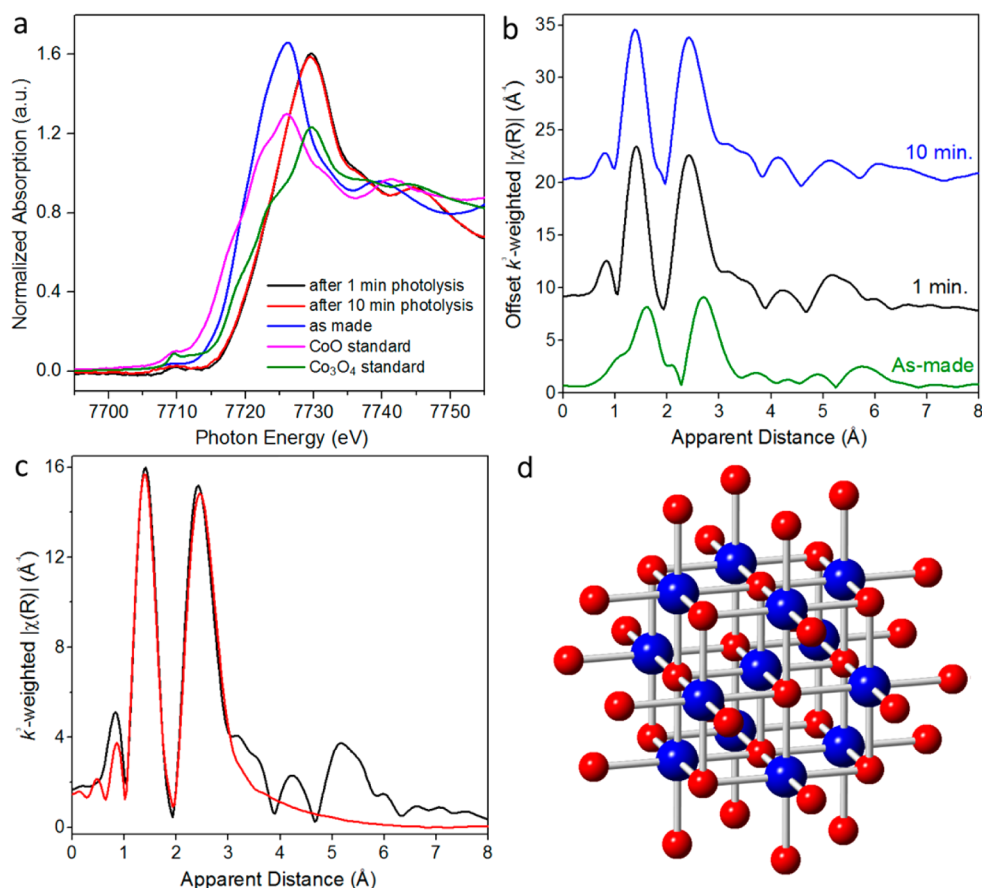 a
Normalized Absorption (a.u.)
1.6
1.2
0.8
0.4
0.0
after 1 min photolysis
after 10 min photolysis
as made
CoO standard
Co₃O₄ standard
7700 7710 7720 7730 7740 7750
Photon Energy (eV)
b
Offset k³-weighted |χ(R)| (Å⁻⁴)
35
30
25
20
15
10
5
0
10 min.
1 min.
As-made
0 1 2 3 4 5 6 7 8
Apparent Distance (Å)
c
k³-weighted |χ(R)| (Å⁻⁴)
16
12
8
4
0
0 1 2 3 4 5 6 7 8
Apparent Distance (Å)
d